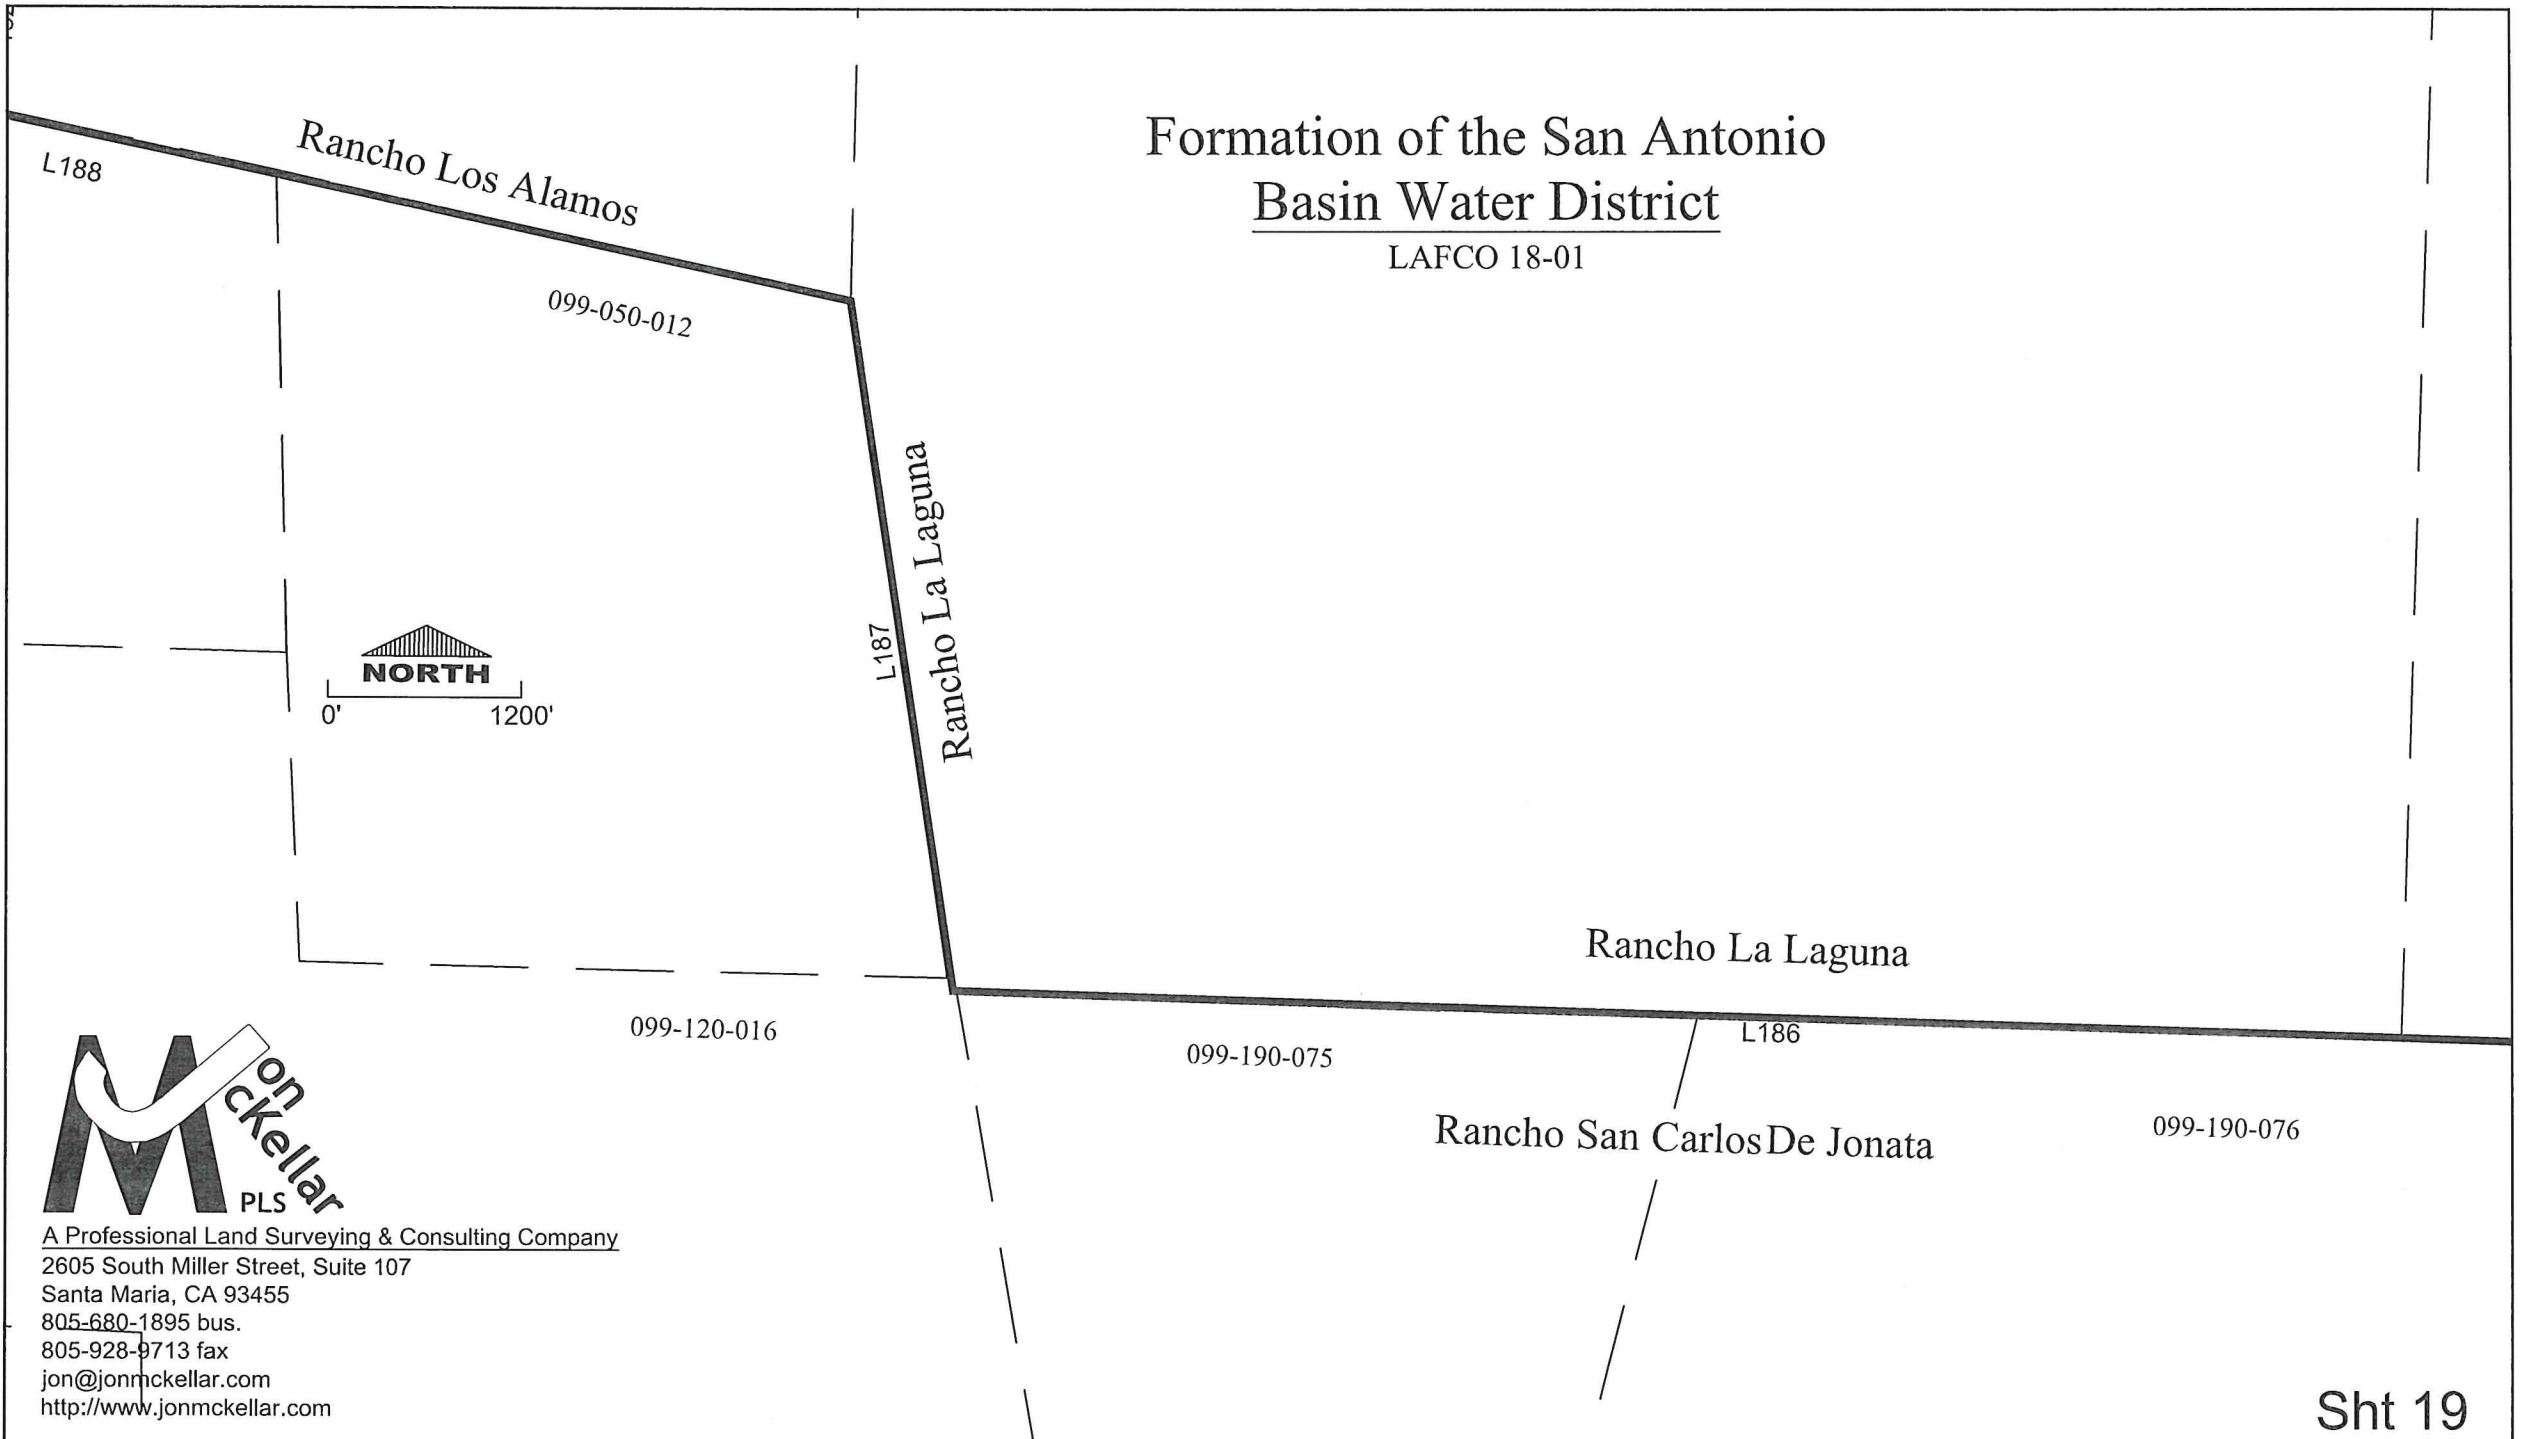 Formation of the San Antonio
Basin Water District
LAFCO 18-01
L188
Rancho Los Alamos
099-050-012
L187
Rancho La Laguna
NORTH
0' 1200'
Rancho La Laguna
L186
099-120-016
099-190-075
Rancho San Carlos De Jonata
099-190-076
M
on
cKellar
PLS
A Professional Land Surveying & Consulting Company
2605 South Miller Street, Suite 107
Santa Maria, CA 93455
805-680-1895 bus.
805-928-9713 fax
jon@jonmckellar.com
http://www.jonmckellar.com
Sht 19